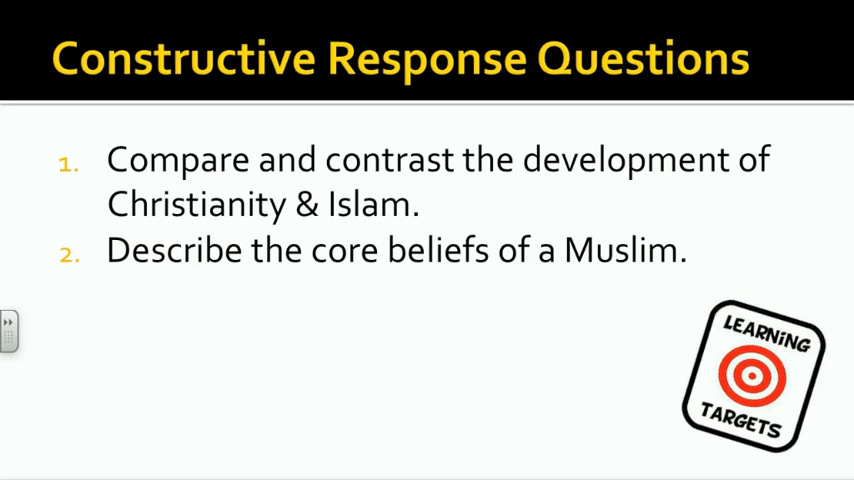 Constructive Response Questions
1. Compare and contrast the development of
Christianity & Islam.
2. Describe the core beliefs of a Muslim.
LEARNiNG
TARGETS